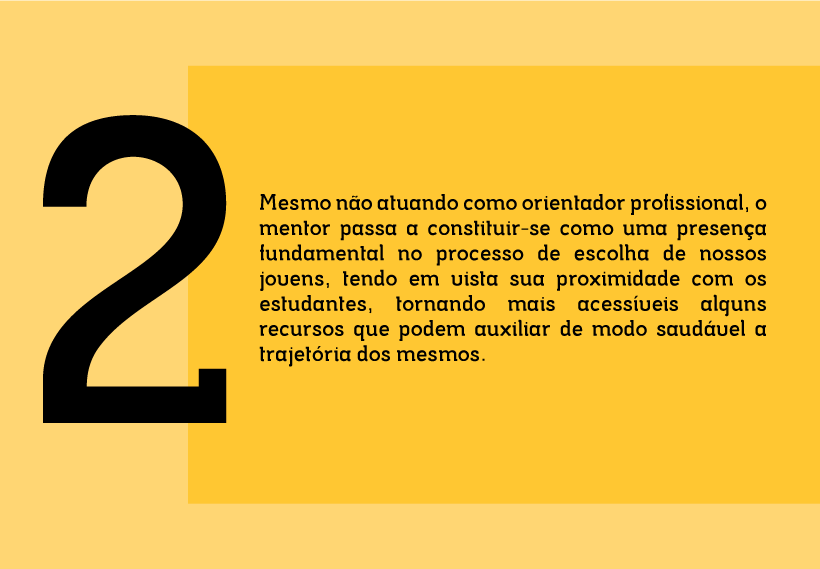 2
Mesmo não atuando como orientador profissional, o
mentor passa a constituir-se como uma presença
fundamental no processo de escolha de nossos
jovens, tendo em vista sua proximidade com os
estudantes, tornando mais acessíveis alguns
recursos que podem auxiliar de modo saudável a
trajetória dos mesmos.